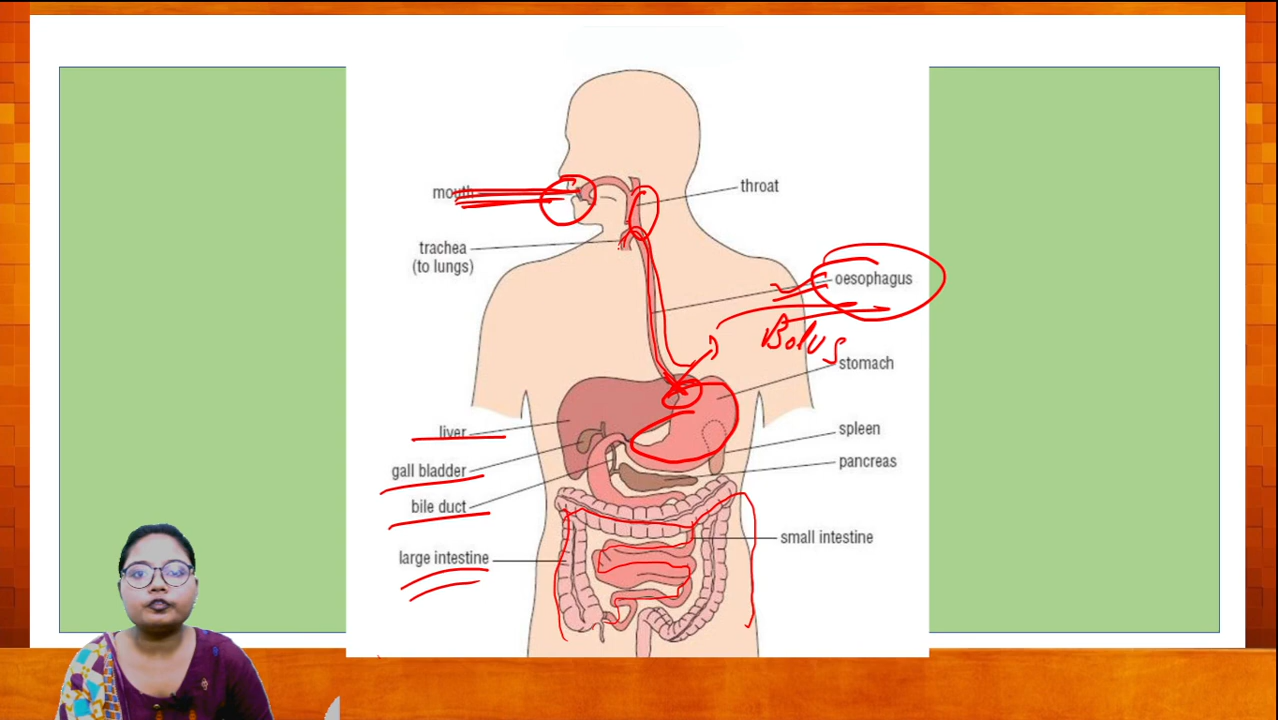 mouth
throat
trachea
(to lungs)
oesophagus
Bolus
stomach
liver
spleen
gall bladder
pancreas
bile duct
small intestine
large intestine